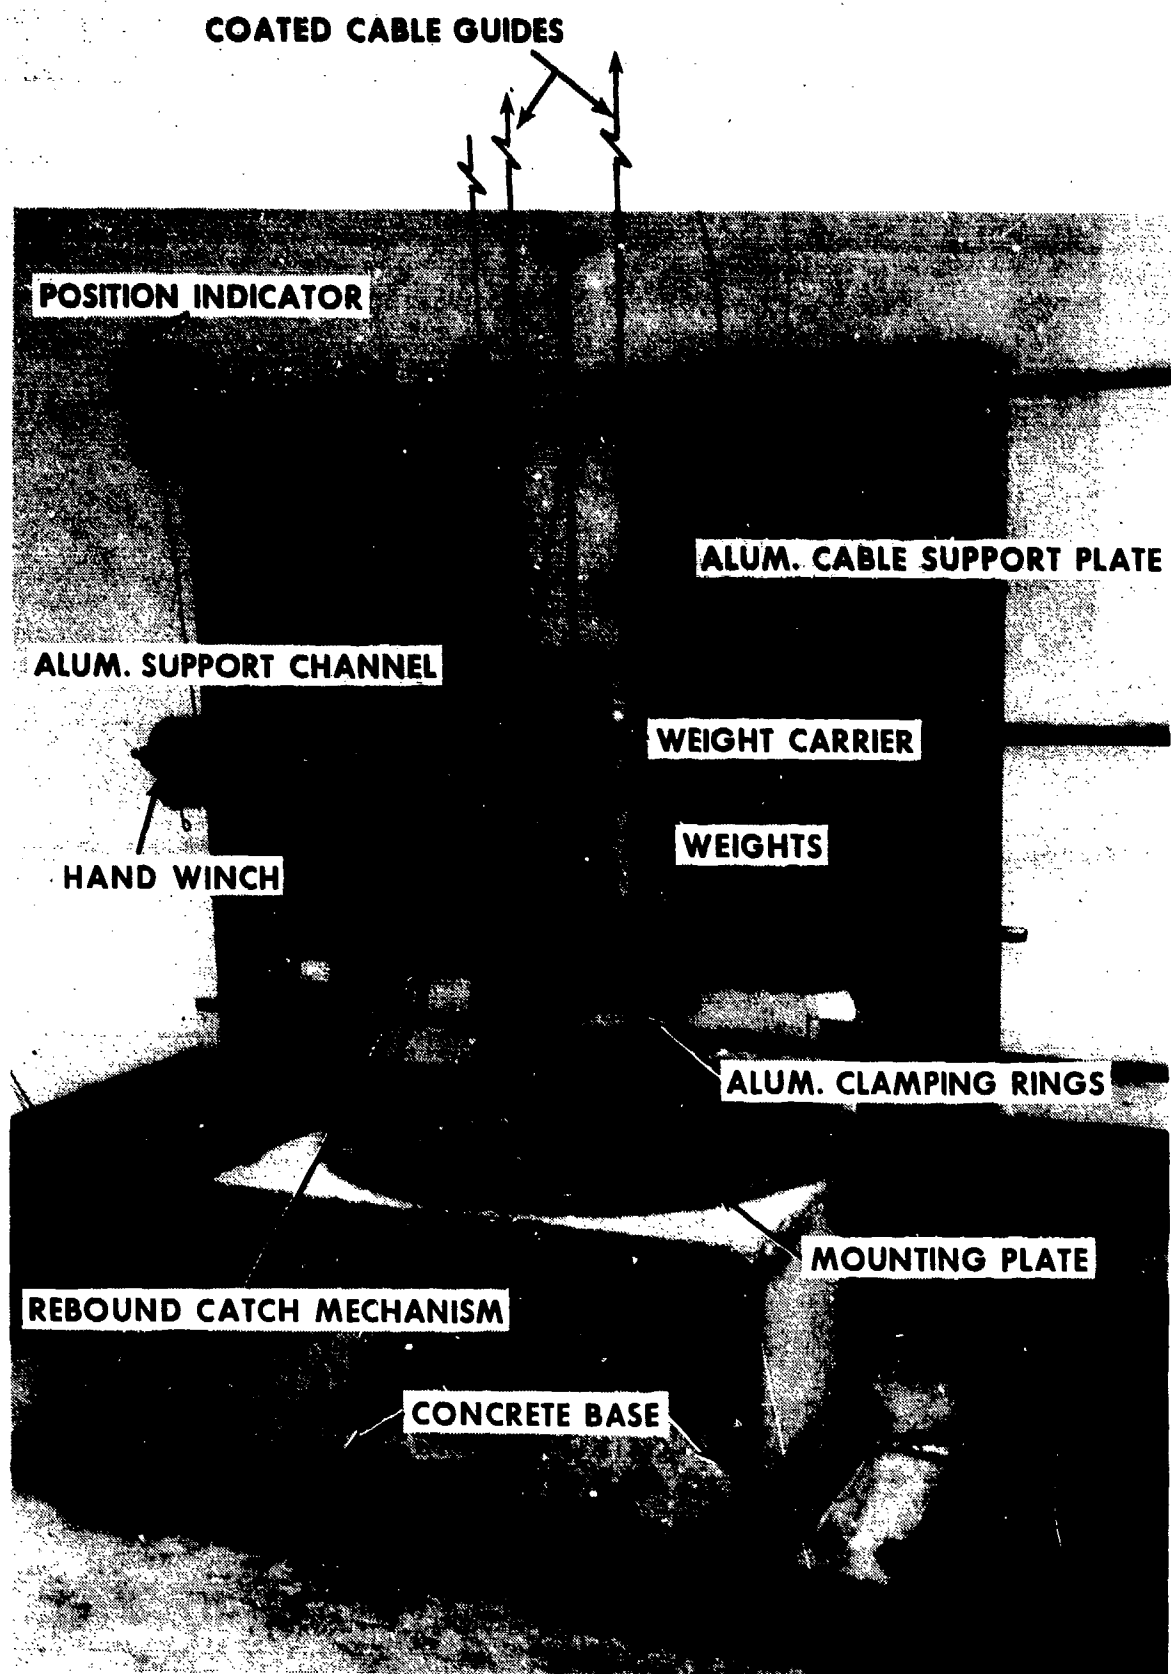 COATED CABLE GUIDES
POSITION INDICATOR
ALUM. CABLE SUPPORT PLATE
ALUM. SUPPORT CHANNEL
WEIGHT CARRIER
WEIGHTS
HAND WINCH
ALUM. CLAMPING RINGS
MOUNTING PLATE
REBOUND CATCH MECHANISM
CONCRETE BASE